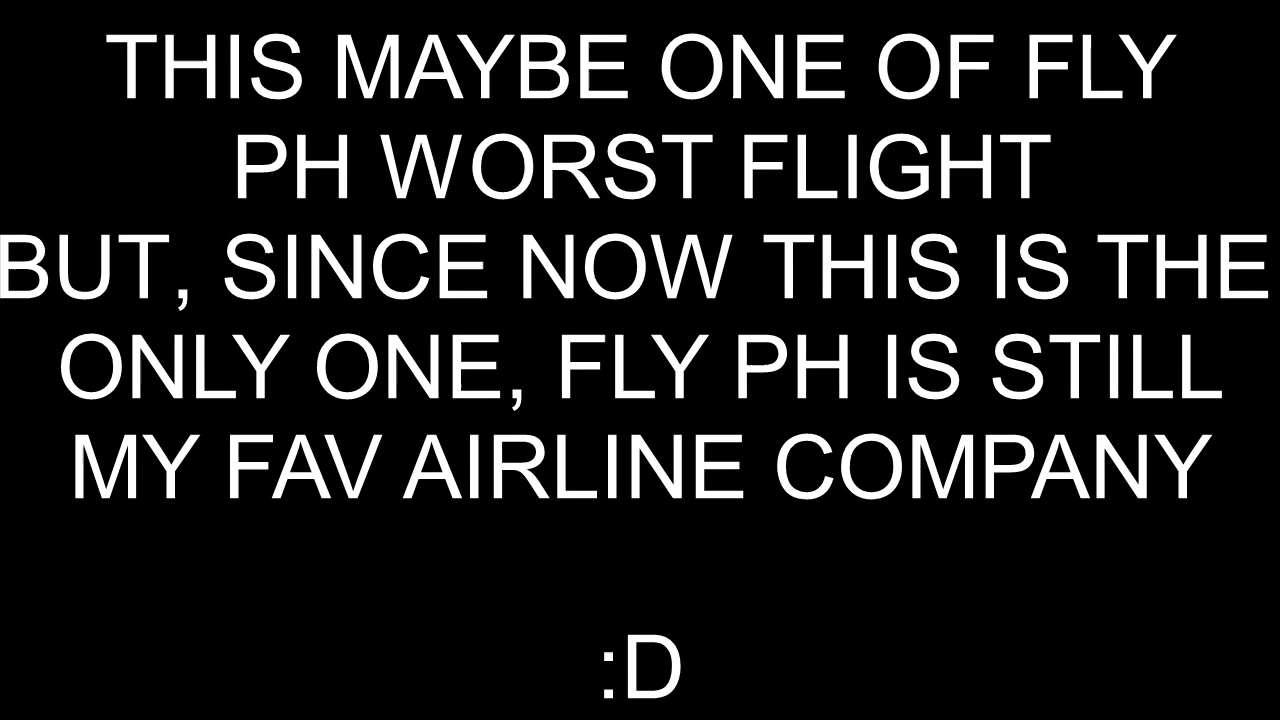 THIS MAYBE ONE OF FLY
PH WORST FLIGHT
BUT, SINCE NOW THIS IS THE
ONLY ONE, FLY PH IS STILL
MY FAV AIRLINE COMPANY
:D